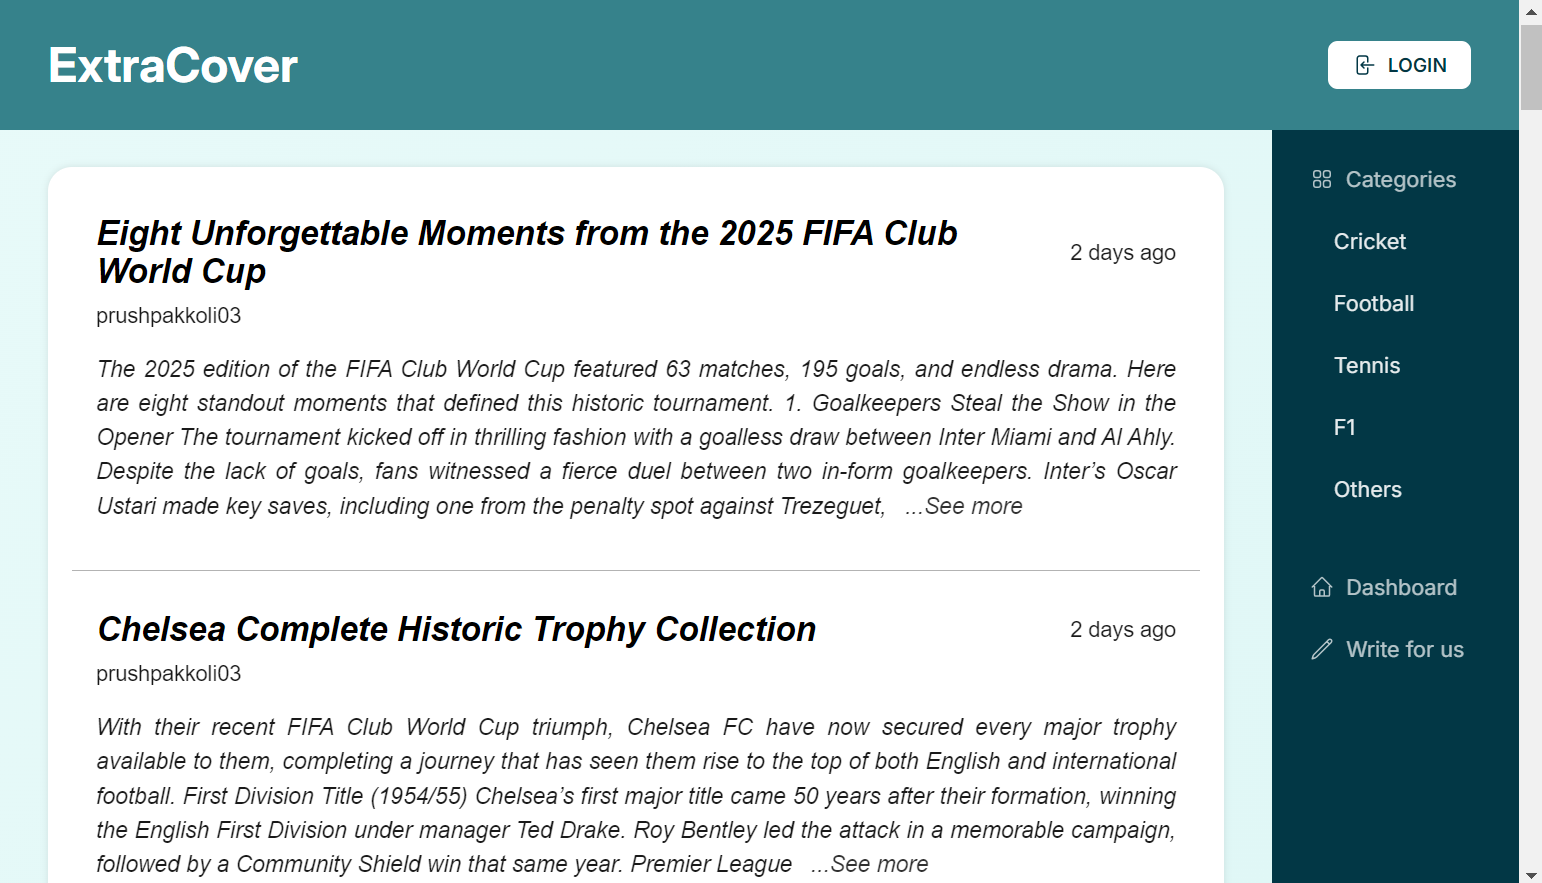 ExtraCover
LOGIN
Eight Unforgettable Moments from the 2025 FIFA Club
World Cup
2 days ago
prushpakkoli03
The 2025 edition of the FIFA Club World Cup featured 63 matches, 195 goals, and endless drama. Here
are eight standout moments that defined this historic tournament. 1. Goalkeepers Steal the Show in the
Opener The tournament kicked off in thrilling fashion with a goalless draw between Inter Miami and Al Ahly.
Despite the lack of goals, fans witnessed a fierce duel between two in-form goalkeepers. Inter’s Oscar
Ustari made key saves, including one from the penalty spot against Trezeguet, ...See more
Chelsea Complete Historic Trophy Collection
2 days ago
prushpakkoli03
With their recent FIFA Club World Cup triumph, Chelsea FC have now secured every major trophy
available to them, completing a journey that has seen them rise to the top of both English and international
football. First Division Title (1954/55) Chelsea’s first major title came 50 years after their formation, winning
the English First Division under manager Ted Drake. Roy Bentley led the attack in a memorable campaign,
followed by a Community Shield win that same year. Premier League ...See more
Categories
Cricket
Football
Tennis
F1
Others
Dashboard
Write for us